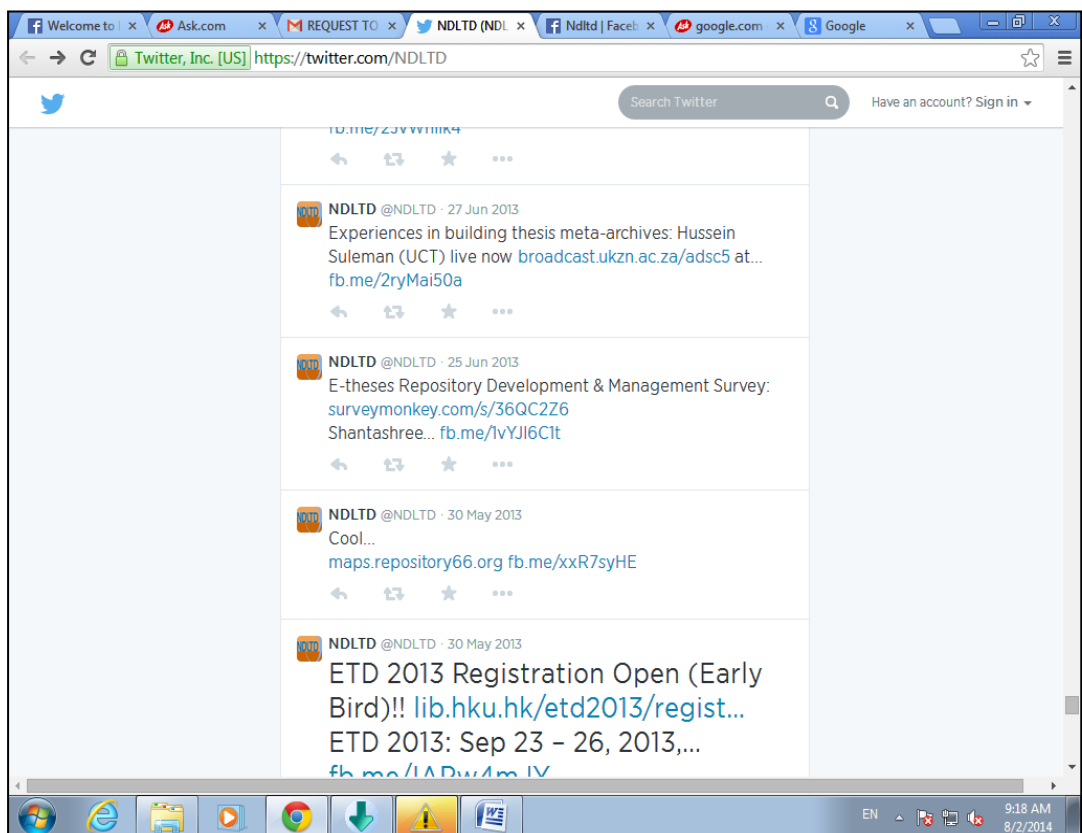 Welcome to
Ask.com
REQUEST TO
NDLTD (NDL
Ndltd | Faceb
google.com
Google
Twitter, Inc. [US] https://twitter.com/NDLTD
Search Twitter
Have an account? Sign in
NDLTD @NDLTD · 27 Jun 2013
Experiences in building thesis meta-archives: Hussein
Suleman (UCT) live now broadcast.ukzn.ac.za/adsc5 at...
fb.me/2ryMai50a
NDLTD @NDLTD · 25 Jun 2013
E-theses Repository Development & Management Survey:
surveymonkey.com/s/36QC2Z6
Shantashree... fb.me/1vYJI6C1t
NDLTD @NDLTD · 30 May 2013
Cool...
maps.repository66.org fb.me/xxR7syHE
NDLTD @NDLTD · 30 May 2013
ETD 2013 Registration Open (Early
Bird)!! lib.hku.hk/etd2013/regist...
ETD 2013: Sep 23 – 26, 2013,...
EN
9:18 AM
8/2/2014